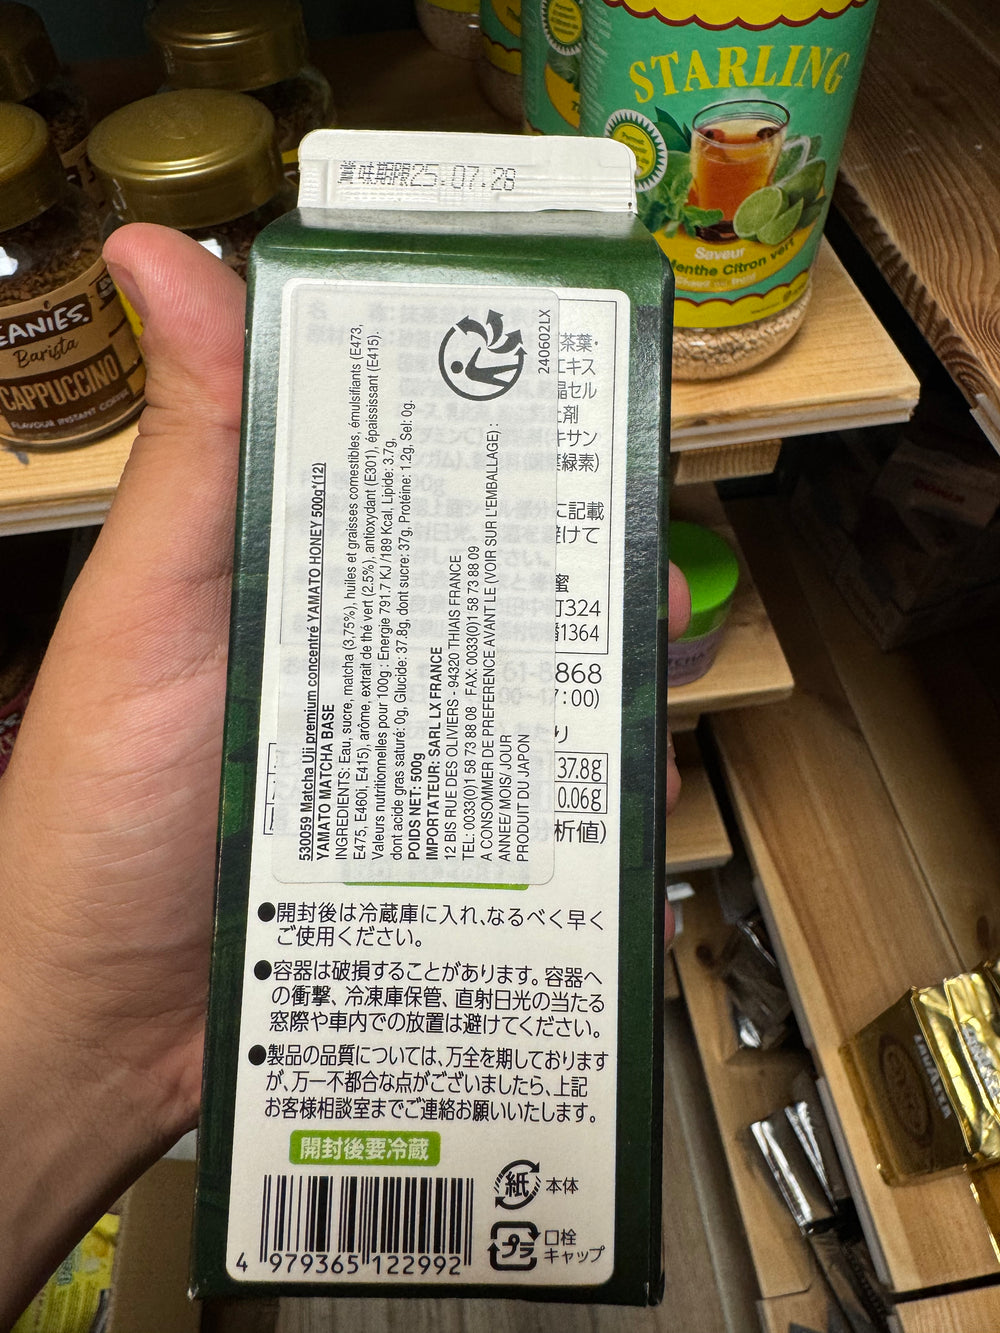 STARLING
Saveur
Menthe Citron vert
賞味期限25.07.28
EANIES.
Barista
CAPPUCCINO
FLAVOUR INSTANT COFFEE
240602LX
530059 Matcha Uji premium concentré YAMATO HONEY 500g*(12)
YAMATO MATCHA BASE
INGREDIENTS: Eau, sucre, matcha (3,75%), huiles et graisses comestibles, émulsifiants (E473,
E475, E460i, E415), arôme, extrait de thé vert (2.5%), antioxydant (E301), épaississant (E415).
Valeurs nutritionnelles pour 100g : Energie 791.7 KJ /189 Kcal, Lipide: 3.7g,
dont acide gras saturé: 0g, Glucide: 37.8g, dont sucre: 37g, Protéine: 1.2g, Sel: 0g.
POIDS NET: 500g
IMPORTATEUR: SARL LX FRANCE
12 BIS RUE DES OLIVIERS - 94320 THIAIS FRANCE
TEL: 0033(0)1 58 73 88 08 FAX: 0033(0)1 58 73 88 09
A CONSOMMER DE PREFERENCE AVANT LE (VOIR SUR L'EMBALLAGE) :
ANNEE/ MOIS/ JOUR
PRODUIT DU JAPON
茶葉・
エキス
晶セル
剤
キサン
葉緑素)
に記載
避けて
蜜
町324
1364
61-8868
17:00)
り
37.8g
0.06g
分析値)
●開封後は冷蔵庫に入れ、なるべく早く
ご使用ください。
●容器は破損することがあります。容器へ
の衝撃、冷凍庫保管、直射日光の当たる
窓際や車内での放置は避けてください。
●製品の品質については、万全を期しております
が、万一不都合な点がございましたら、上記
お客様相談室までご連絡お願いいたします。
開封後要冷蔵
紙 本体
プラ 口栓
キャップ
4 979365 122992